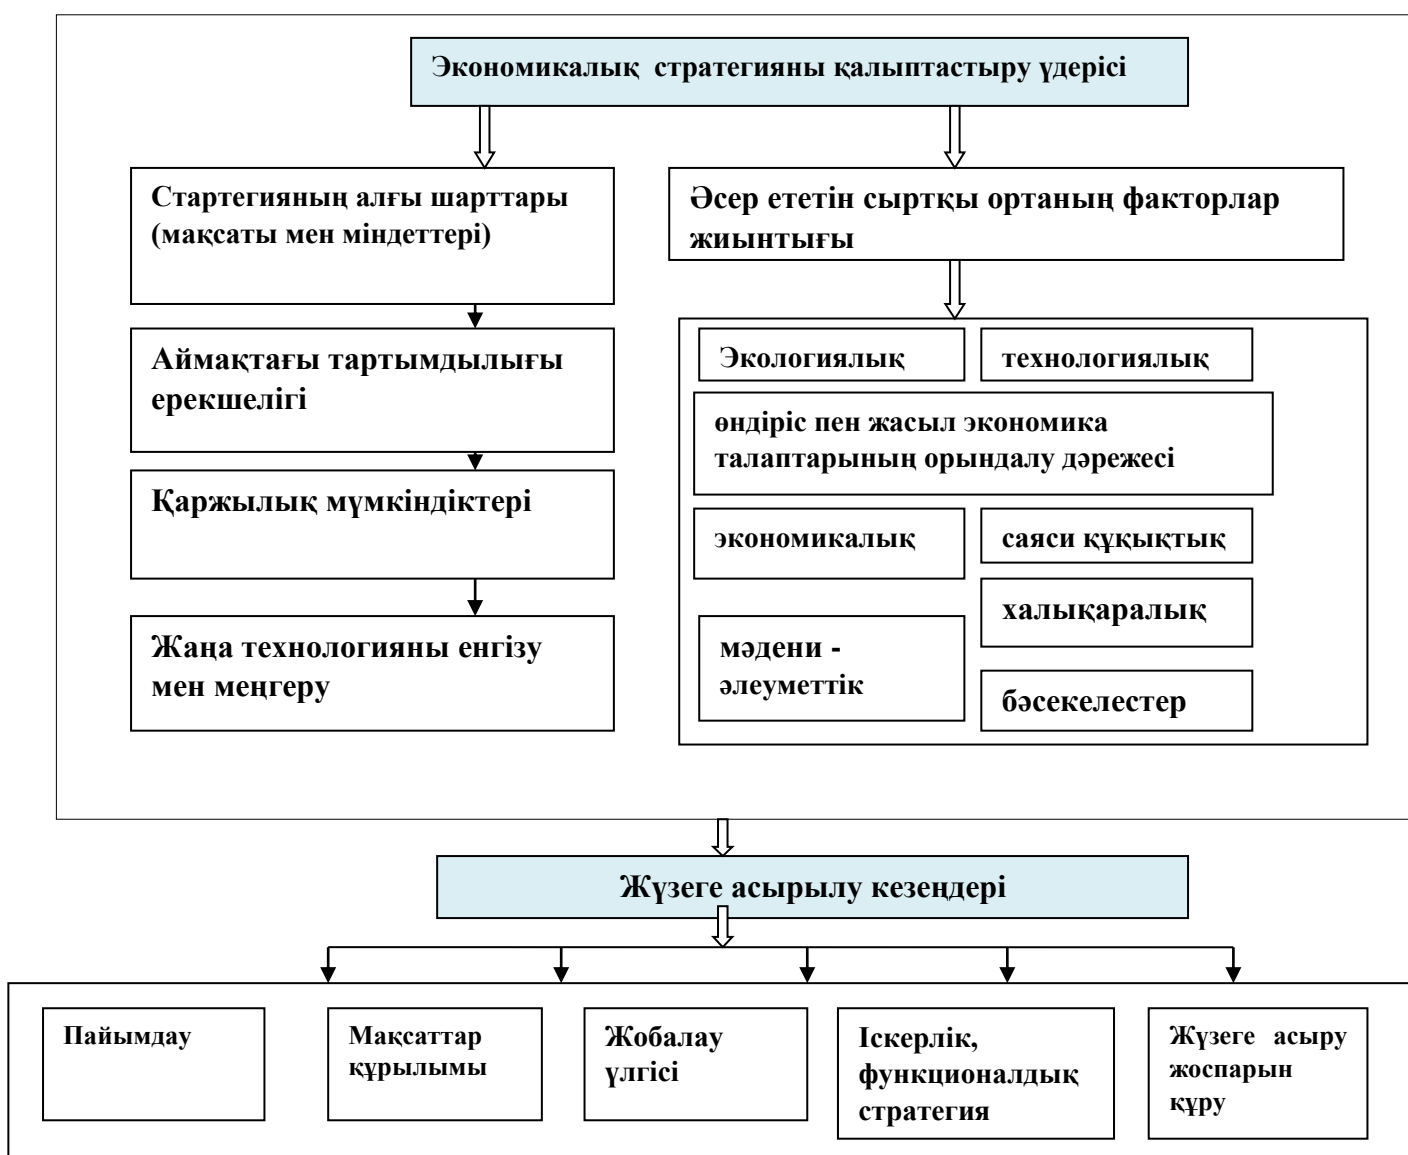 Экономикалық стратегияны қалыптастыру үдерісі
Стартегияның алғы шарттары
(мақсаты мен міндеттері)
Әсер ететін сыртқы ортаның факторлар
жиынтығы
Аймақтағы тартымдылығы
ерекшелігі
Қаржылық мүмкіндіктері
Жаңа технологияны енгізу
мен меңгеру
Экологиялық
технологиялық
өндіріс пен жасыл экономика
талаптарының орындалу дәрежесі
экономикалық
саяси құқықтық
халықаралық
мәдени -
әлеуметтік
бәсекелестер
Жүзеге асырылу кезеңдері
Пайымдау
Мақсаттар
құрылымы
Жобалау
үлгісі
Іскерлік,
функционалдық
стратегия
Жүзеге асыру
жоспарын
құру